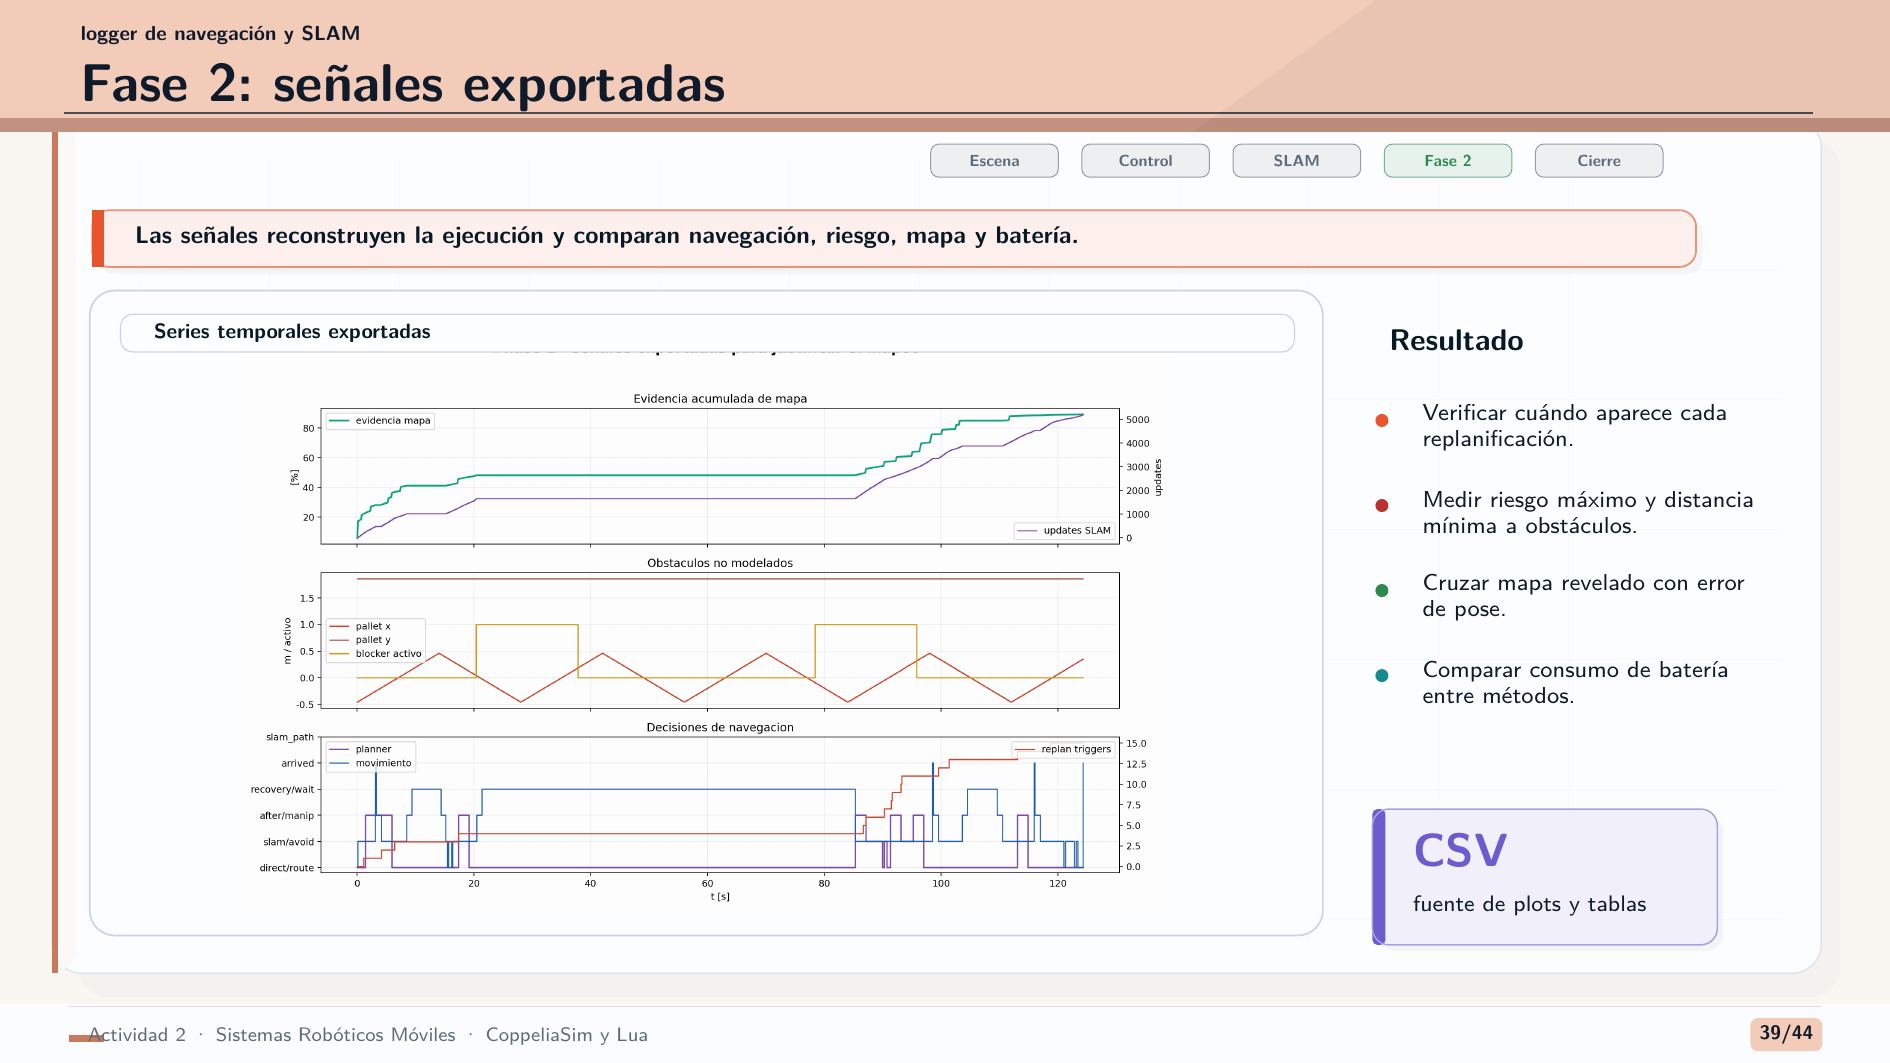 logger de navegación y SLAM
Fase 2: señales exportadas
Escena
Control
SLAM
Fase 2
Cierre
Las señales reconstruyen la ejecución y comparan navegación, riesgo, mapa y batería.
Series temporales exportadas
Evidencia acumulada de mapa
evidencia mapa
updates SLAM
[%]
80
60
40
20
5000
4000
3000
2000
1000
0
updates
Obstaculos no modelados
pallet x
pallet y
blocker activo
m / activo
1.5
1.0
0.5
0.0
-0.5
Decisiones de navegacion
planner
movimiento
replan triggers
slam_path
arrived
recovery/wait
after/manip
slam/avoid
direct/route
15.0
12.5
10.0
7.5
5.0
2.5
0.0
0 20 40 60 80 100 120
t [s]
Resultado
Verificar cuándo aparece cada
replanificación.
Medir riesgo máximo y distancia
mínima a obstáculos.
Cruzar mapa revelado con error
de pose.
Comparar consumo de batería
entre métodos.
CSV
fuente de plots y tablas
Actividad 2 · Sistemas Robóticos Móviles · CoppeliaSim y Lua
39/44